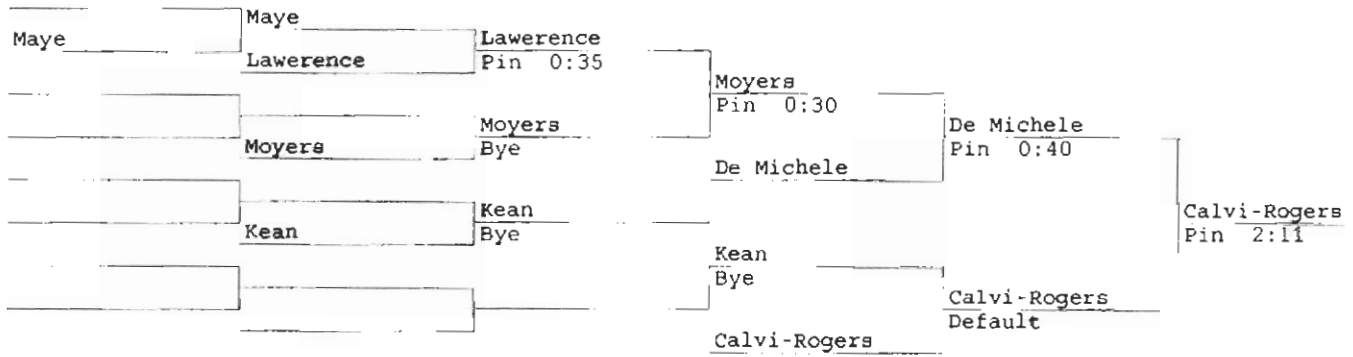 Maye
Maye
Lawerence
Lawerence
Pin 0:35
Moyers
Moyers
Bye
Moyers
Pin 0:30
De Michele
De Michele
Pin 0:40
Kean
Kean
Bye
Kean
Bye
Calvi-Rogers
Calvi-Rogers
Default
Calvi-Rogers
Pin 2:11